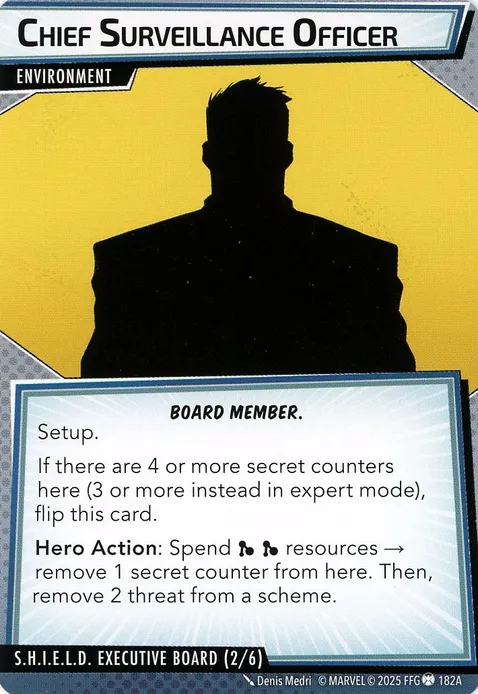 CHIEF SURVEILLANCE OFFICER
ENVIRONMENT
BOARD MEMBER.
Setup.
If there are 4 or more secret counters
here (3 or more instead in expert mode),
flip this card.
Hero Action: Spend resources →
remove 1 secret counter from here. Then,
remove 2 threat from a scheme.
S.H.I.E.L.D. EXECUTIVE BOARD (2/6)
Denis Medri © MARVEL © 2025 FFG 182A